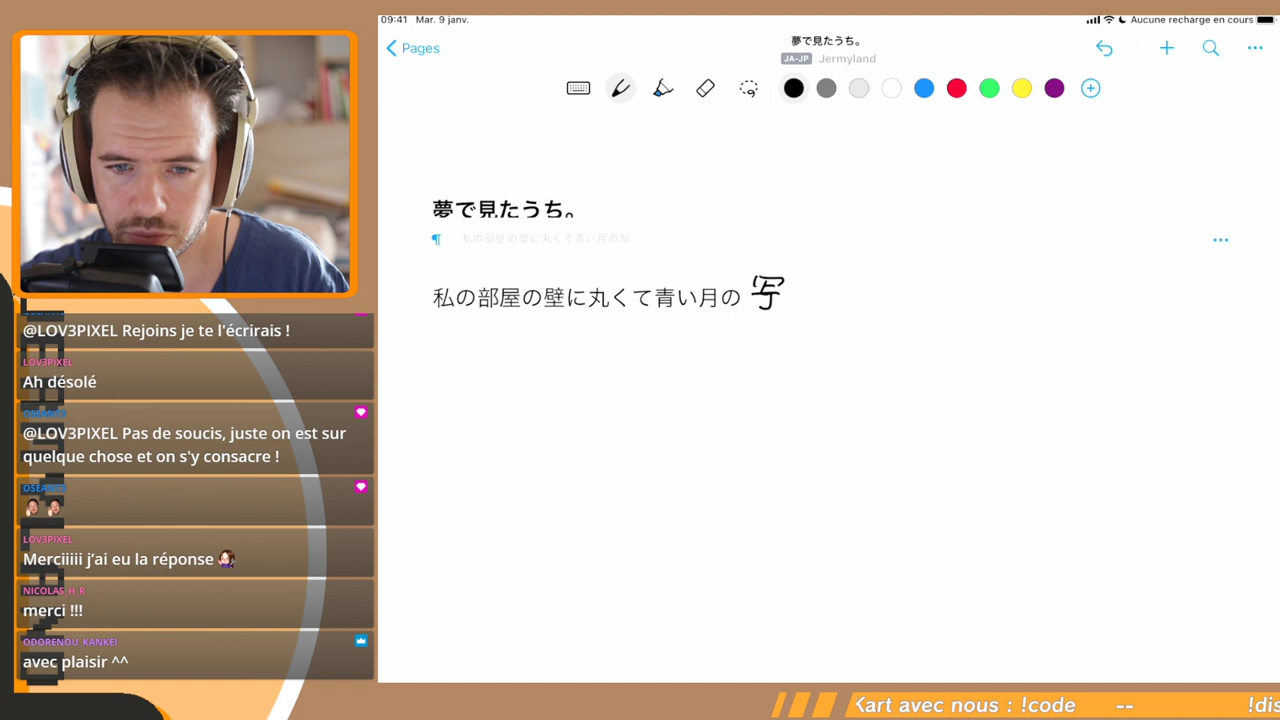 09:41 Mar. 9 janv.
Aucune recharge en cours
Pages
夢で見たうち。
JA-JP Jermyland
夢で見たうち。
私の部屋の壁に丸くて青い月の写
私の部屋の壁に丸くて青い月の写
@LOV3PIXEL Rejoins je te l'écrirais !
LOV3PIXEL
Ah désolé
@LOV3PIXEL Pas de soucis, juste on est sur
quelque chose et on s'y consacre !
LOV3PIXEL
Merciiiii j'ai eu la réponse
NICOLAS_H_R
merci !!!
ODORENOU_KANKEI
avec plaisir ^^
Kart avec nous : !code -- !dis